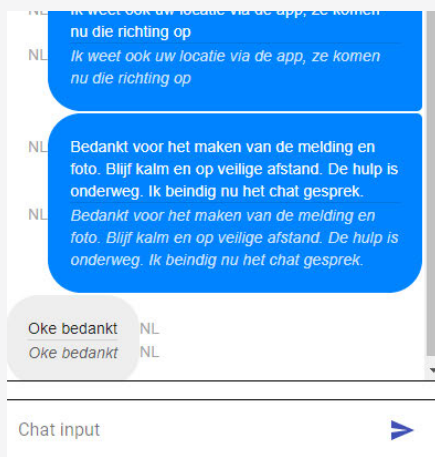 NL Ik weet ook uw locatie via de app, ze komen
nu die richting op
NL Ik weet ook uw locatie via de app, ze komen
nu die richting op
NL Bedankt voor het maken van de melding en
foto. Blijf kalm en op veilige afstand. De hulp is
onderweg. Ik beindig nu het chat gesprek.
NL Bedankt voor het maken van de melding en
foto. Blijf kalm en op veilige afstand. De hulp is
onderweg. Ik beindig nu het chat gesprek.
Oke bedankt NL
Oke bedankt NL
Chat input